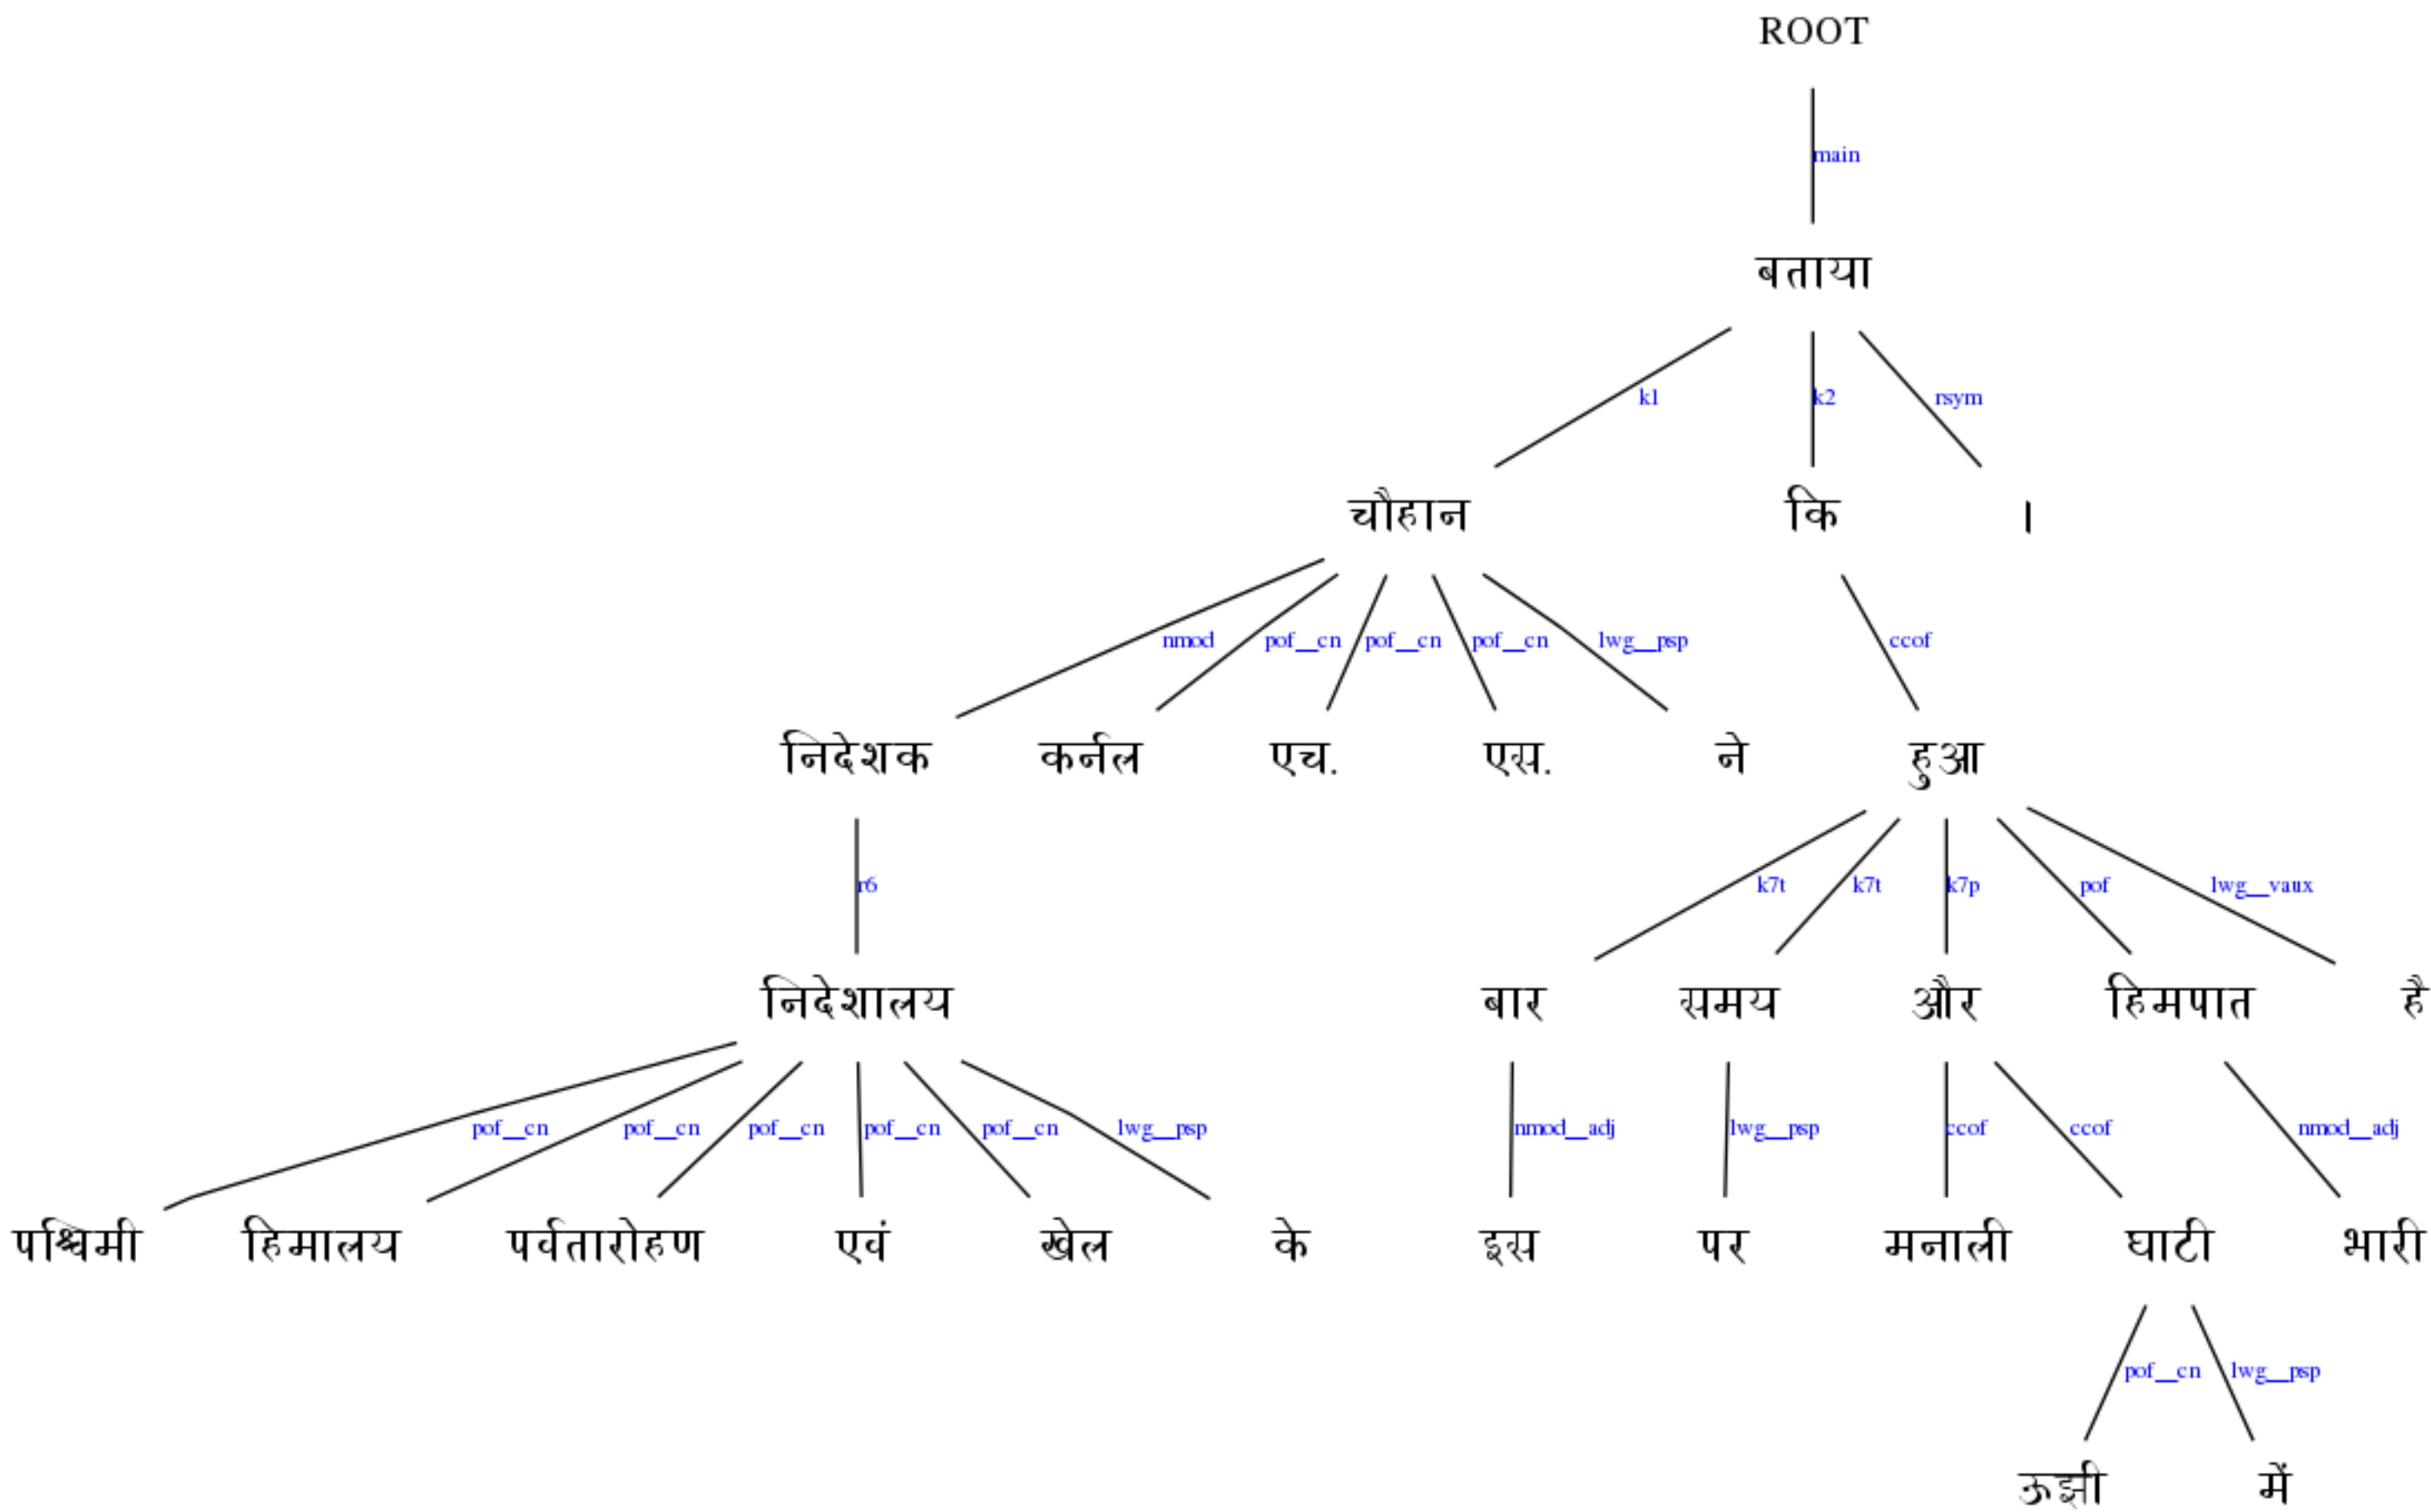 ROOT
main
बताया
k1 k2 rsym
चौहान कि ।
nmod pof__cn pof__cn pof__cn lwg__psp ccof
निदेशक कर्नल एच. एस. ने हुआ
r6 k7t k7t k7p pof lwg__vaux
निदेशालय बार समय और हिमपात है
pof__cn pof__cn pof__cn pof__cn pof__cn lwg__psp nmod__adj lwg__psp ccof ccof nmod__adj
पश्चिमी हिमालय पर्वतारोहण एवं खेल के इस पर मनाली घाटी भारी
pof__cn lwg__psp
ऊझी में